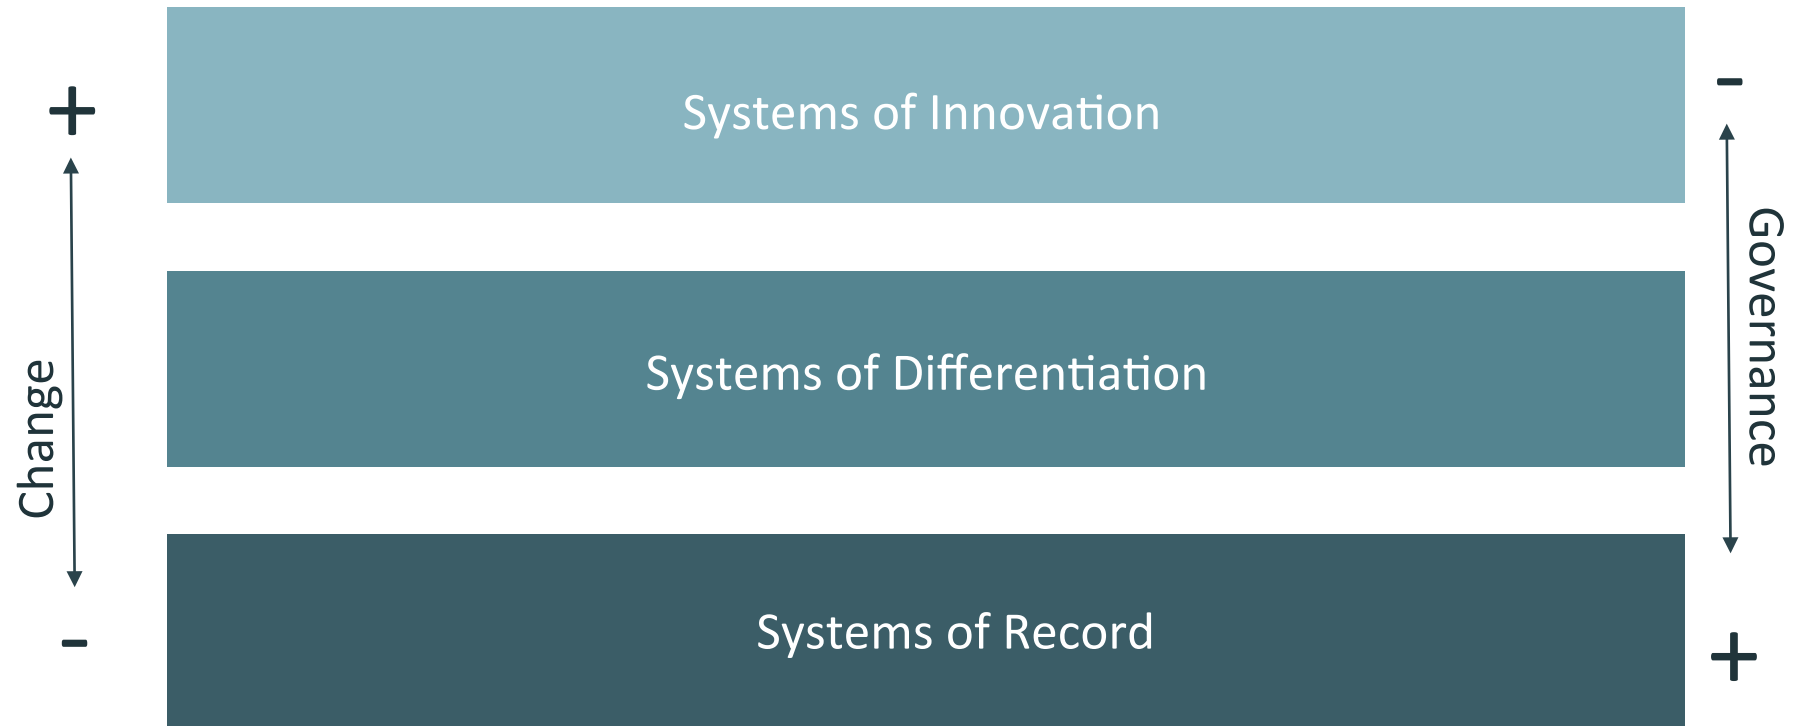 +
-
Systems of Innovation
Systems of Differentiation
Governance
Change
Systems of Record
-
+